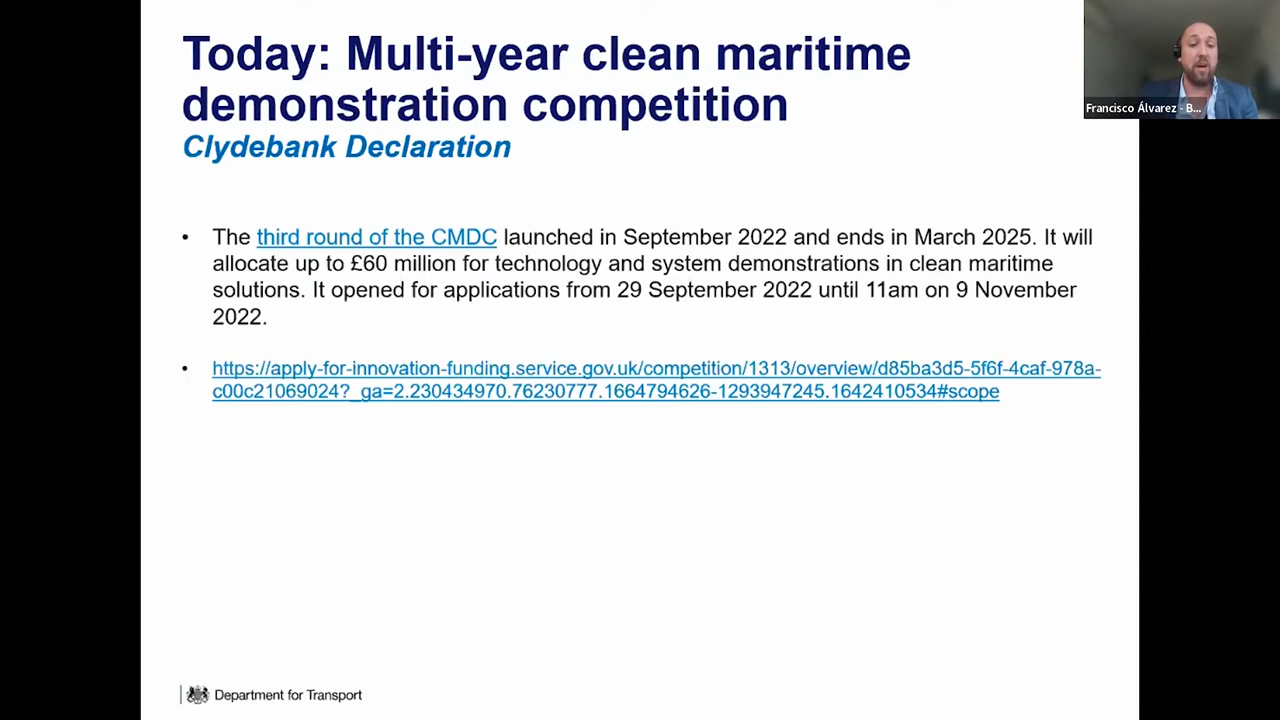 Today: Multi-year clean maritime
demonstration competition
Clydebank Declaration
Francisco Álvarez - B...
• The third round of the CMDC launched in September 2022 and ends in March 2025. It will
allocate up to £60 million for technology and system demonstrations in clean maritime
solutions. It opened for applications from 29 September 2022 until 11am on 9 November
2022.
• https://apply-for-innovation-funding.service.gov.uk/competition/1313/overview/d85ba3d5-5f6f-4caf-978a-
c00c21069024?_ga=2.230434970.76230777.1664794626-1293947245.1642410534#scope
Department for Transport